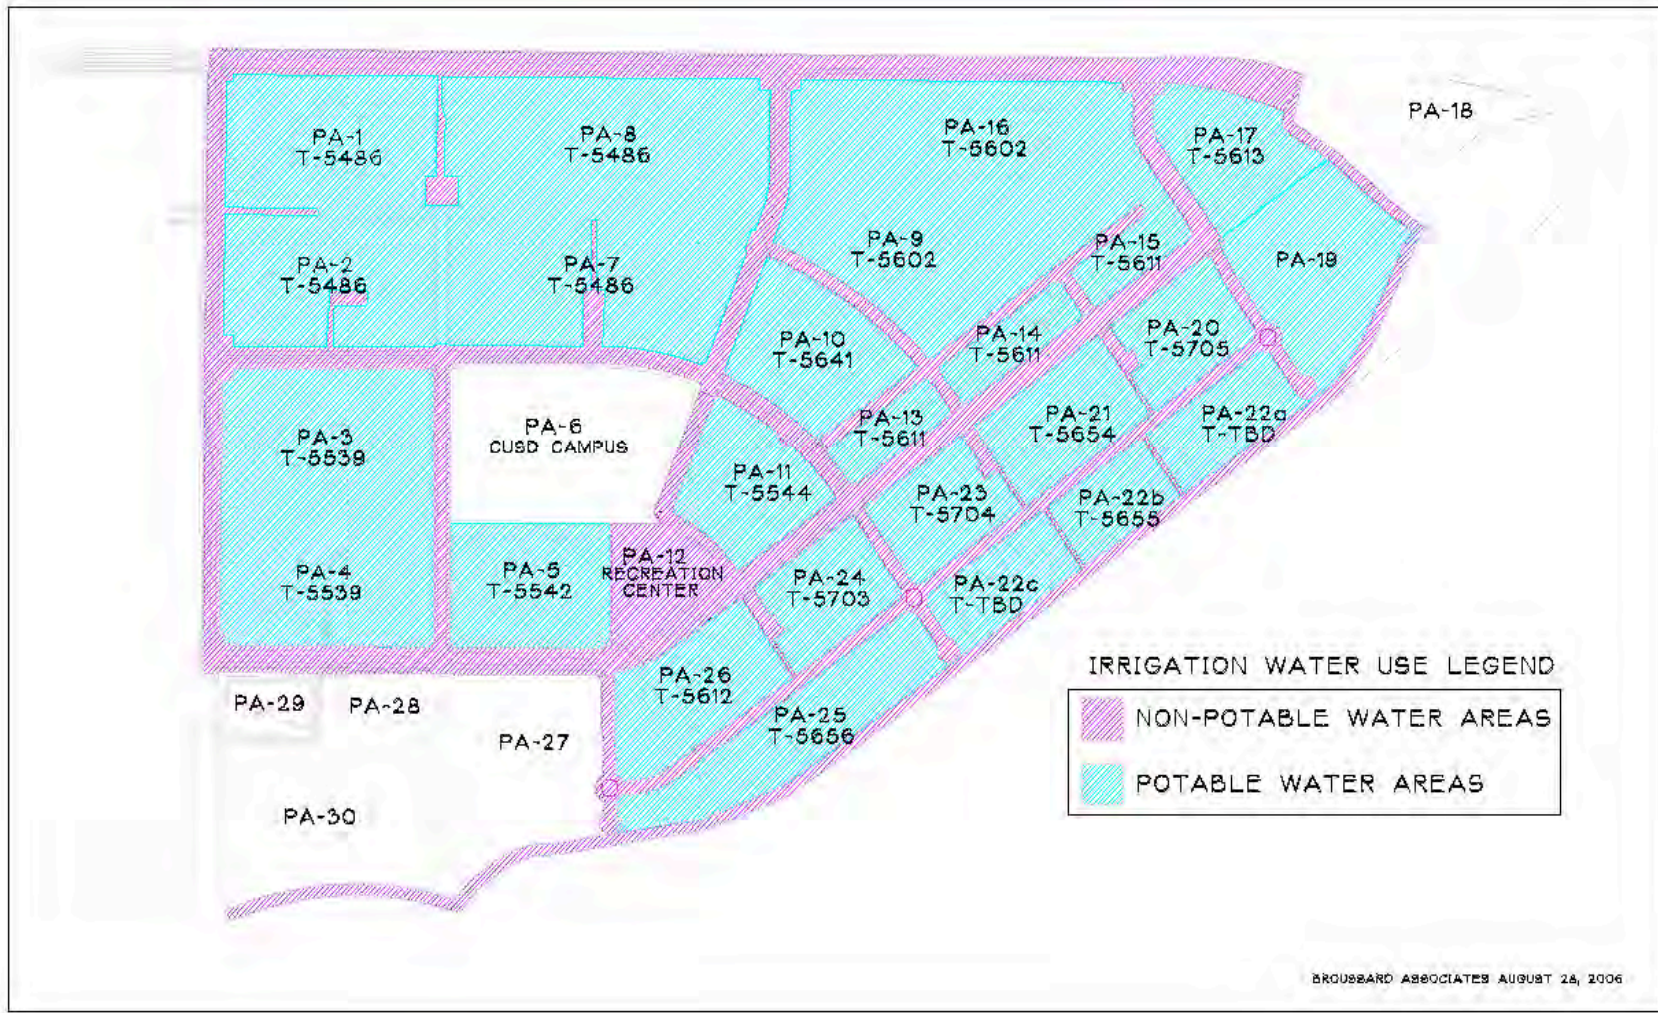 PA-18
PA-1
T-5486
PA-8
T-5486
PA-16
T-5602
PA-17
T-5613
PA-2
T-5486
PA-7
T-5486
PA-9
T-5602
PA-15
T-5611
PA-19
PA-10
T-5641
PA-14
T-5611
PA-20
T-5705
PA-3
T-5539
PA-6
CUSD CAMPUS
PA-13
T-5611
PA-21
T-5654
PA-22a
T-TBD
PA-11
T-5544
PA-23
T-5704
PA-22b
T-5655
PA-4
T-5539
PA-5
T-5542
PA-12
RECREATION
CENTER
PA-24
T-5703
PA-22c
T-TBD
PA-26
T-5612
PA-25
T-5656
PA-29
PA-28
PA-27
PA-30
IRRIGATION WATER USE LEGEND
NON-POTABLE WATER AREAS
POTABLE WATER AREAS
BROUSSARD ASSOCIATES AUGUST 28, 2006